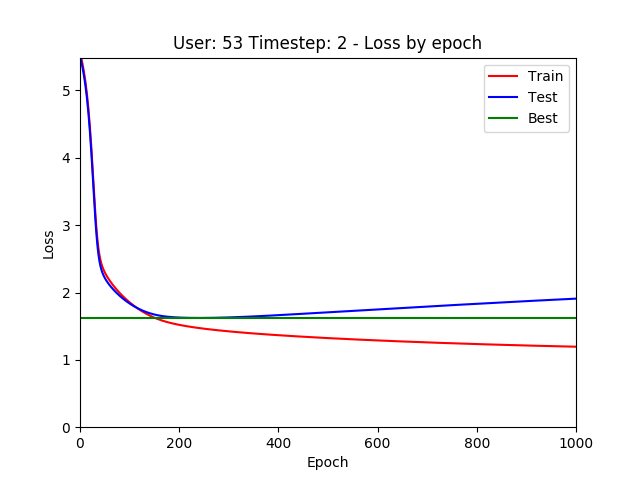 User: 53 Timestep: 2 - Loss by epoch
Train
Test
Best
5
4
3
2
1
0
Loss
0 200 400 600 800 1000
Epoch